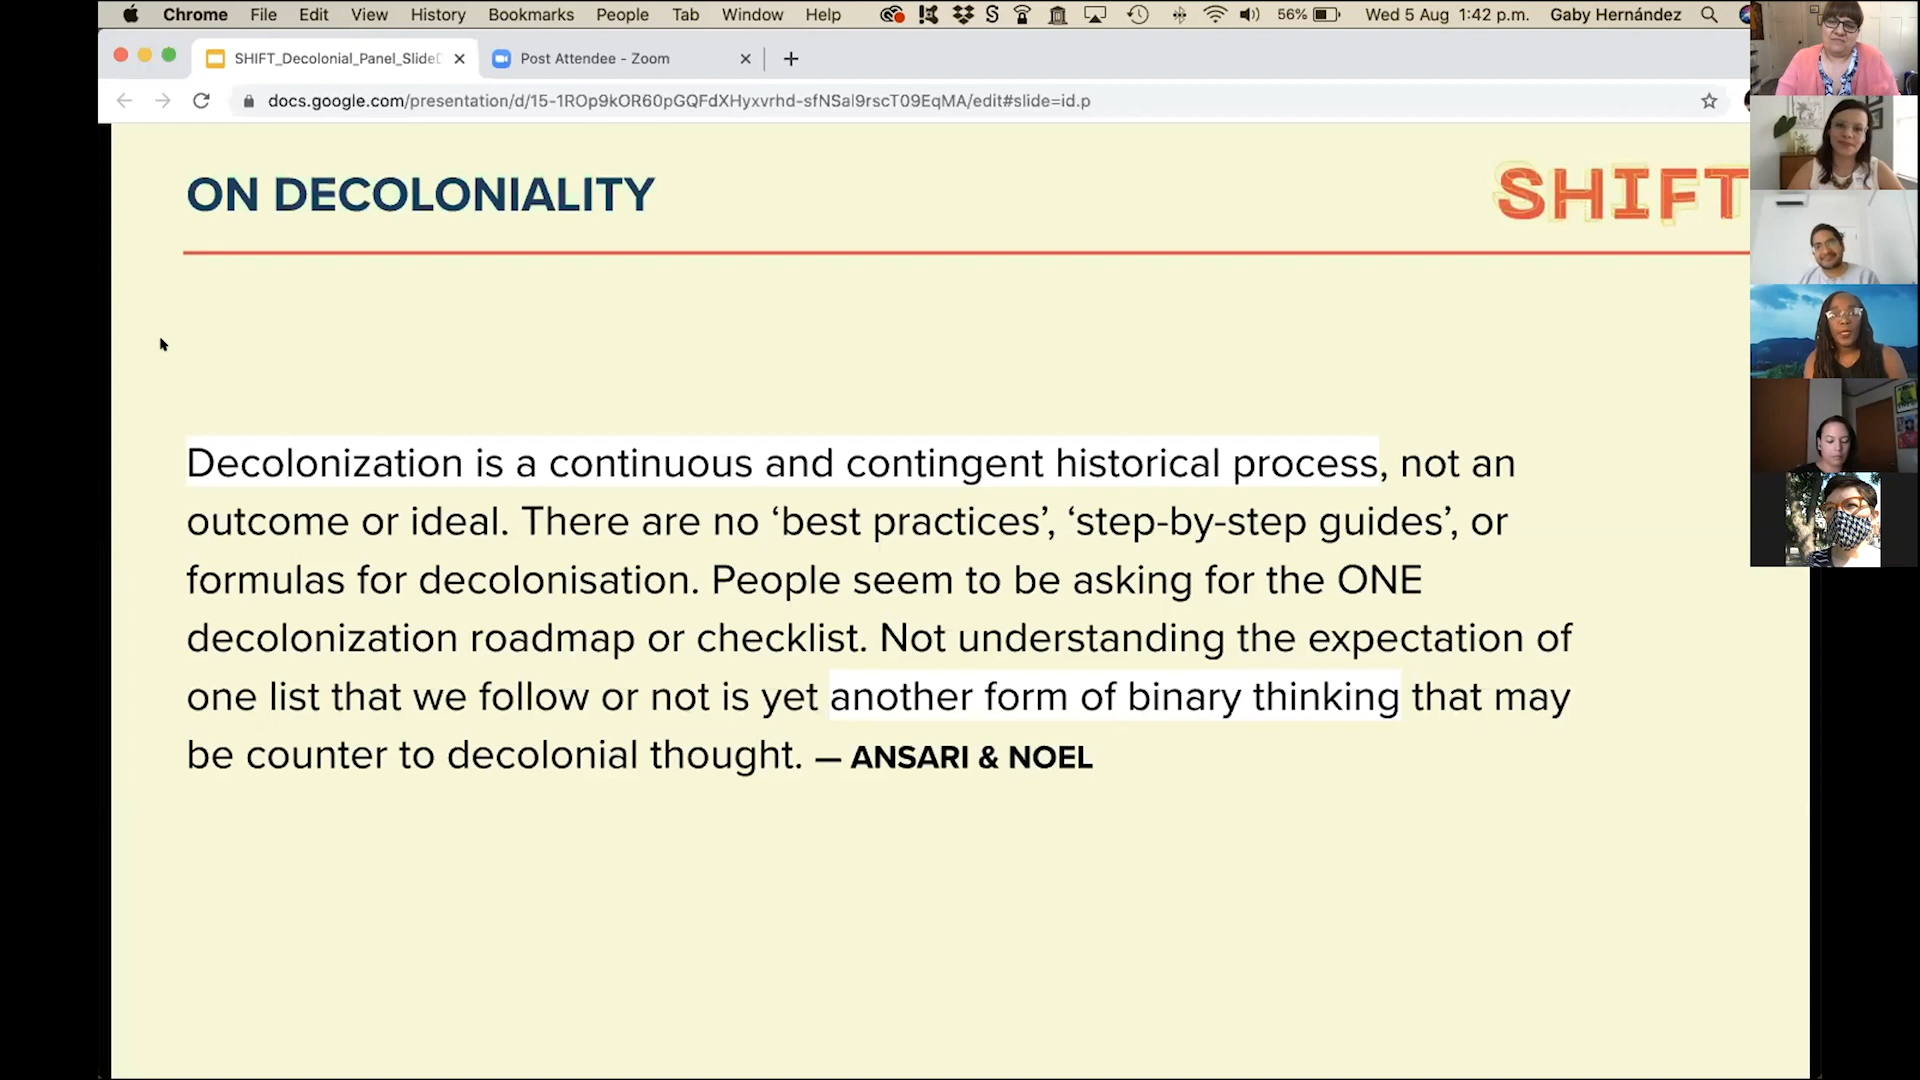 Chrome File Edit View History Bookmarks People Tab Window Help 56% Wed 5 Aug 1:42 p.m. Gaby Hernández
SHIFT_Decolonial_Panel_Slide Post Attendee - Zoom
docs.google.com/presentation/d/15-1ROp9kOR60pGQFdXHyxvrhd-sfNSal9rscT09EqMA/edit#slide=id.p
ON DECOLONIALITY
SHIFT
Decolonization is a continuous and contingent historical process, not an
outcome or ideal. There are no ‘best practices’, ‘step-by-step guides’, or
formulas for decolonisation. People seem to be asking for the ONE
decolonization roadmap or checklist. Not understanding the expectation of
one list that we follow or not is yet another form of binary thinking that may
be counter to decolonial thought. — ANSARI & NOEL